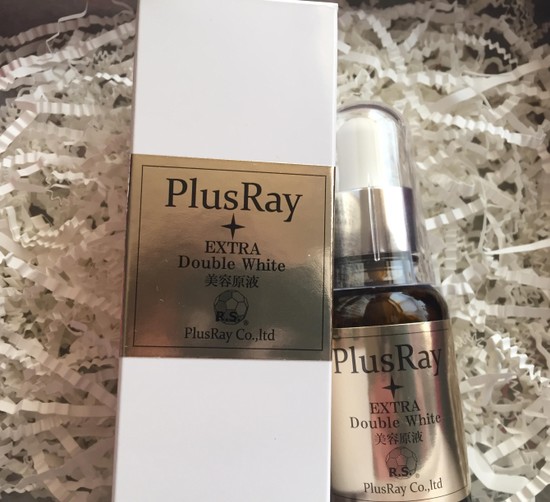 PlusRay
EXTRA
Double White
美容原液
R.S.®
PlusRay Co.,ltd
PlusRay
EXTRA
Double White
美容原液
R.S.
PlusRay Co.,ltd